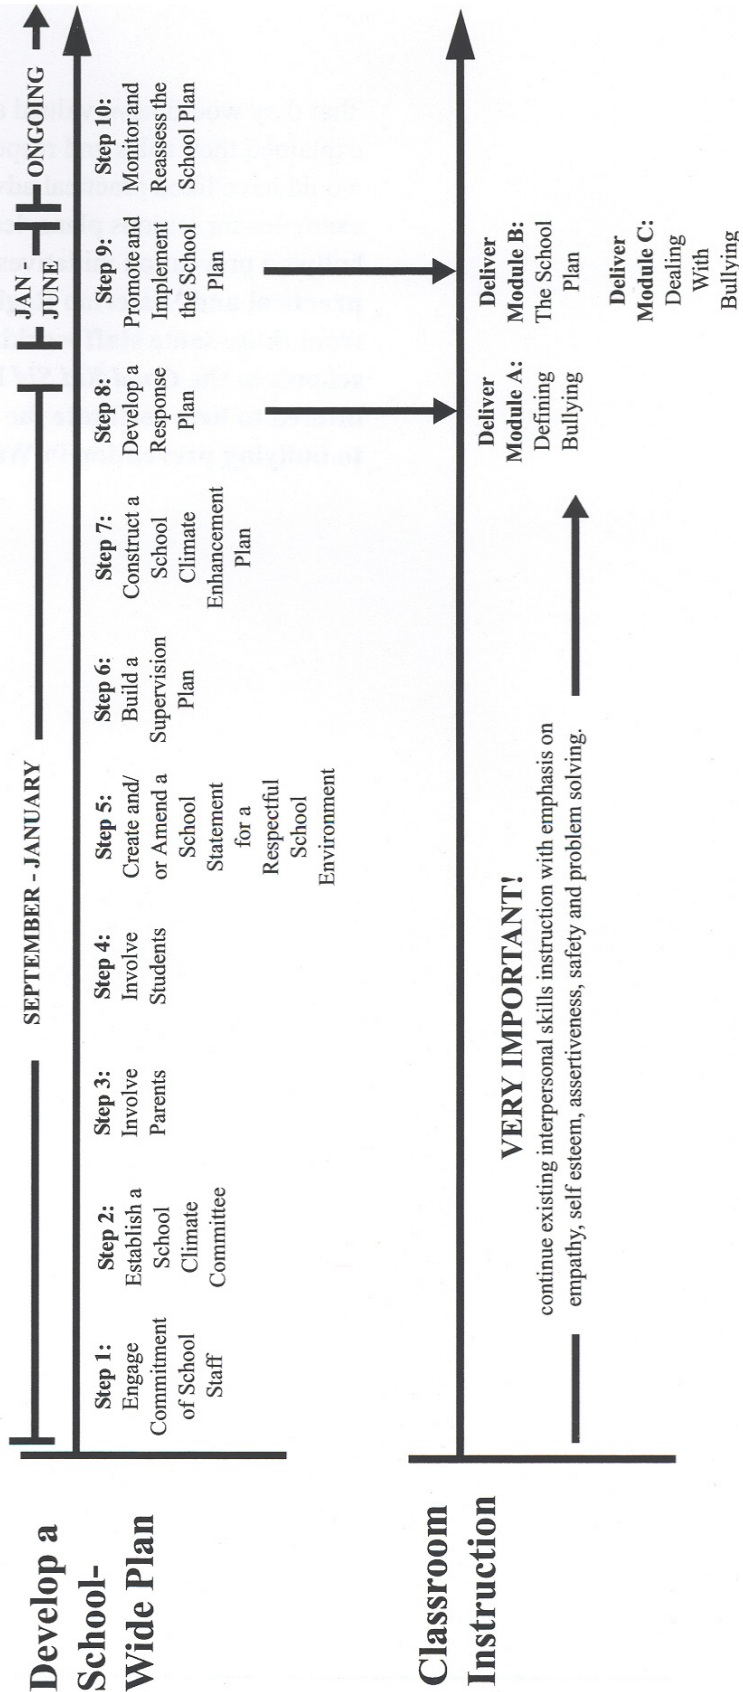 Develop a
School-
Wide Plan
SEPTEMBER - JANUARY
JAN -
JUNE
ONGOING
Step 1:
Engage
Commitment
of School
Staff
Step 2:
Establish a
School
Climate
Committee
Step 3:
Involve
Parents
Step 4:
Involve
Students
Step 5:
Create and/
or Amend a
School
Statement
for a
Respectful
School
Environment
Step 6:
Build a
Supervision
Plan
Step 7:
Construct a
School
Climate
Enhancement
Plan
Step 8:
Develop a
Response
Plan
Step 9:
Promote and
Implement
the School
Plan
Step 10:
Monitor and
Reassess the
School Plan
Classroom
Instruction
VERY IMPORTANT!
continue existing interpersonal skills instruction with emphasis on
empathy, self esteem, assertiveness, safety and problem solving.
Deliver
Module A:
Defining
Bullying
Deliver
Module B:
The School
Plan
Deliver
Module C:
Dealing
With
Bullying